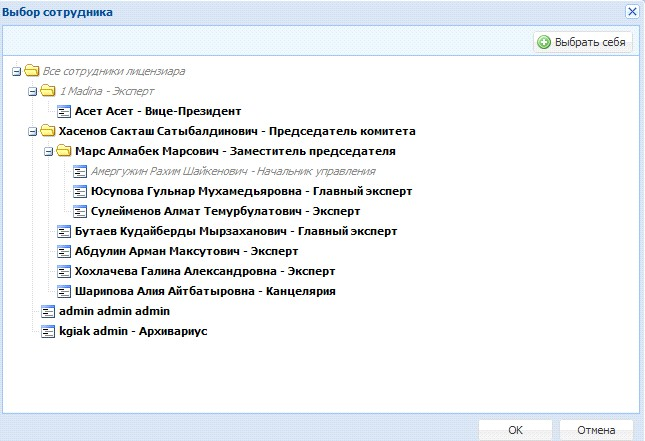 Выбор сотрудника
Выбрать себя
Все сотрудники лицензиара
1 Madina - Эксперт
Асет Асет - Вице-Президент
Хасенов Сакташ Сатыбалдинович - Председатель комитета
Марс Алмабек Марсович - Заместитель председателя
Амергужин Рахим Шайкенович - Начальник управления
Юсупова Гульнар Мухамедьяровна - Главный эксперт
Сулейменов Алмат Темурбулатович - Эксперт
Бутаев Кудайберды Мырзаханович - Главный эксперт
Абдулин Арман Максутович - Эксперт
Хохлачева Галина Александровна - Эксперт
Шарипова Алия Айтбатыровна - Канцелярия
admin admin admin
kgiak admin - Архивариус
OK
Отмена